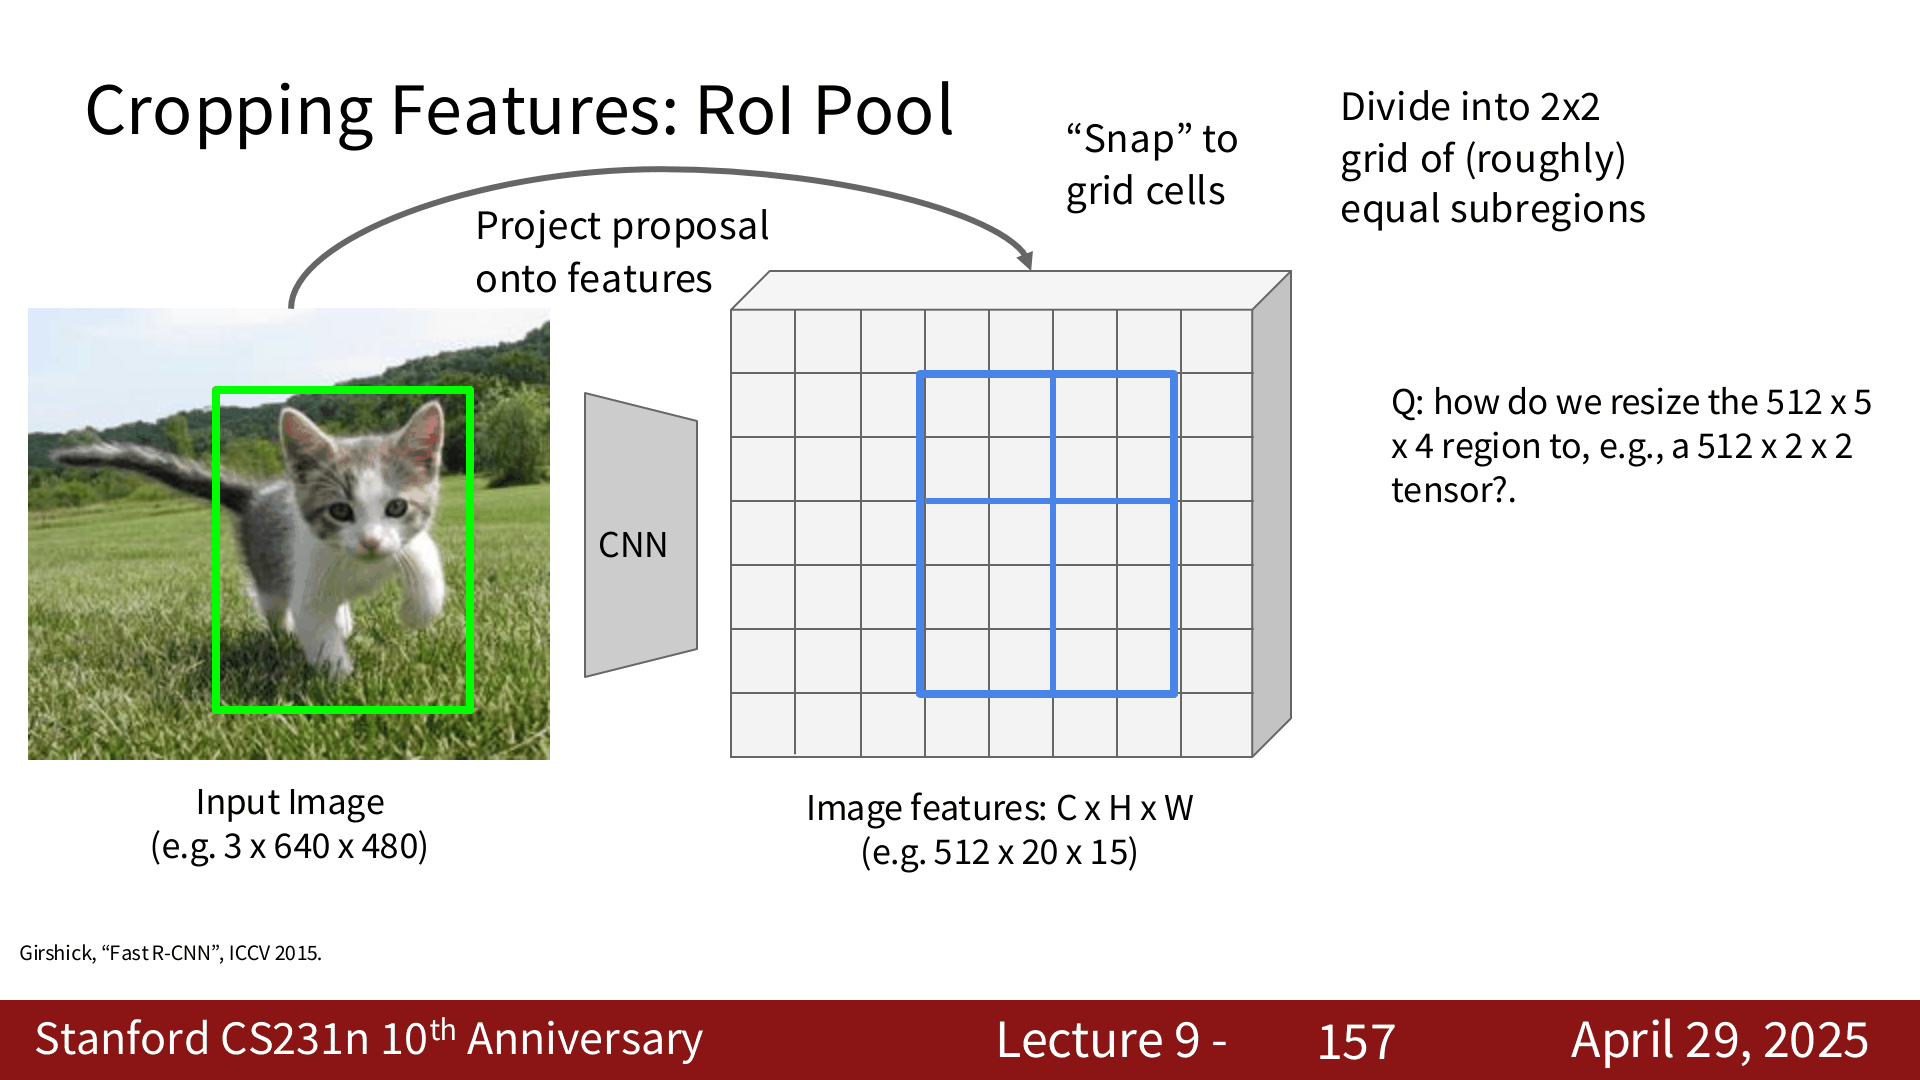 Cropping Features: RoI Pool
“Snap” to
grid cells
Divide into 2x2
grid of (roughly)
equal subregions
Project proposal
onto features
Q: how do we resize the 512 x 5
x 4 region to, e.g., a 512 x 2 x 2
tensor?.
CNN
Input Image
(e.g. 3 x 640 x 480)
Image features: C x H x W
(e.g. 512 x 20 x 15)
Girshick, “Fast R-CNN”, ICCV 2015.
Stanford CS231n 10th Anniversary
Lecture 9 -
157
April 29, 2025